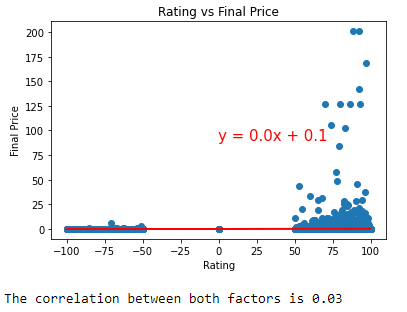 Rating vs Final Price
200
175
150
125
100
75
50
25
0
Final Price
y = 0.0x + 0.1
−100 −75 −50 −25 0 25 50 75 100
Rating
The correlation between both factors is 0.03